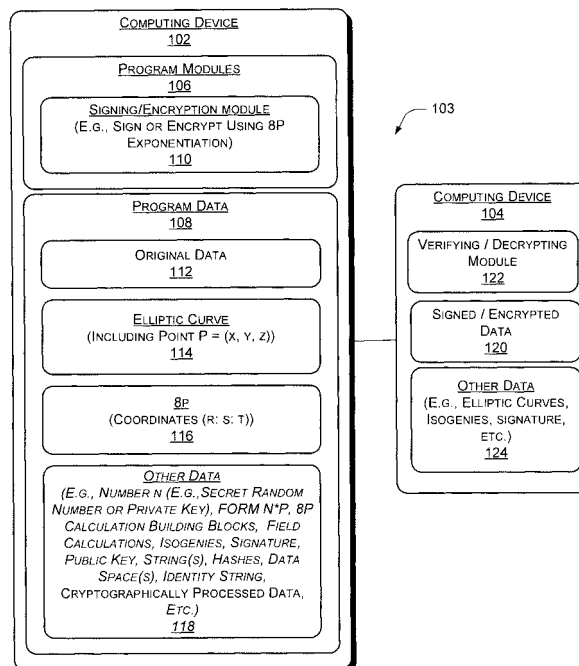 COMPUTING DEVICE
102
PROGRAM MODULES
106
SIGNING/ENCRYPTION MODULE
(E.G., SIGN OR ENCRYPT USING 8P
EXPONENTIATION)
110
PROGRAM DATA
108
ORIGINAL DATA
112
ELLIPTIC CURVE
(INCLUDING POINT P = (X, Y, Z))
114
8P
(COORDINATES (R: S: T))
116
OTHER DATA
(E.G., NUMBER N (E.G.,SECRET RANDOM
NUMBER OR PRIVATE KEY), FORM N*P, 8P
CALCULATION BUILDING BLOCKS, FIELD
CALCULATIONS, ISOGENIES, SIGNATURE,
PUBLIC KEY, STRING(S), HASHES, DATA
SPACE(S), IDENTITY STRING,
CRYPTOGRAPHICALLY PROCESSED DATA,
ETC.)
118
103
COMPUTING DEVICE
104
VERIFYING / DECRYPTING
MODULE
122
SIGNED / ENCRYPTED
DATA
120
OTHER DATA
(E.G., ELLIPTIC CURVES,
ISOGENIES, SIGNATURE,
ETC.)
124